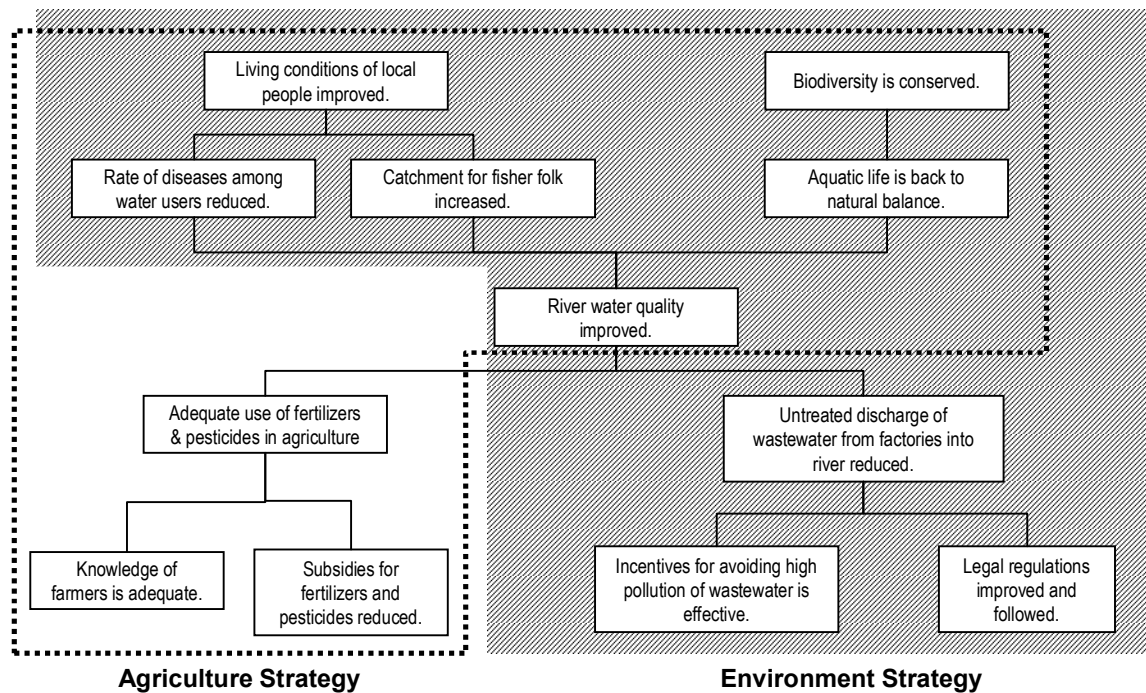 Living conditions of local
people improved.
Biodiversity is conserved.
Rate of diseases among
water users reduced.
Catchment for fisher folk
increased.
Aquatic life is back to
natural balance.
River water quality
improved.
Adequate use of fertilizers
& pesticides in agriculture
Untreated discharge of
wastewater from factories into
river reduced.
Knowledge of
farmers is adequate.
Subsidies for
fertilizers and
pesticides reduced.
Incentives for avoiding high
pollution of wastewater is
effective.
Legal regulations
improved and
followed.
Agriculture Strategy
Environment Strategy